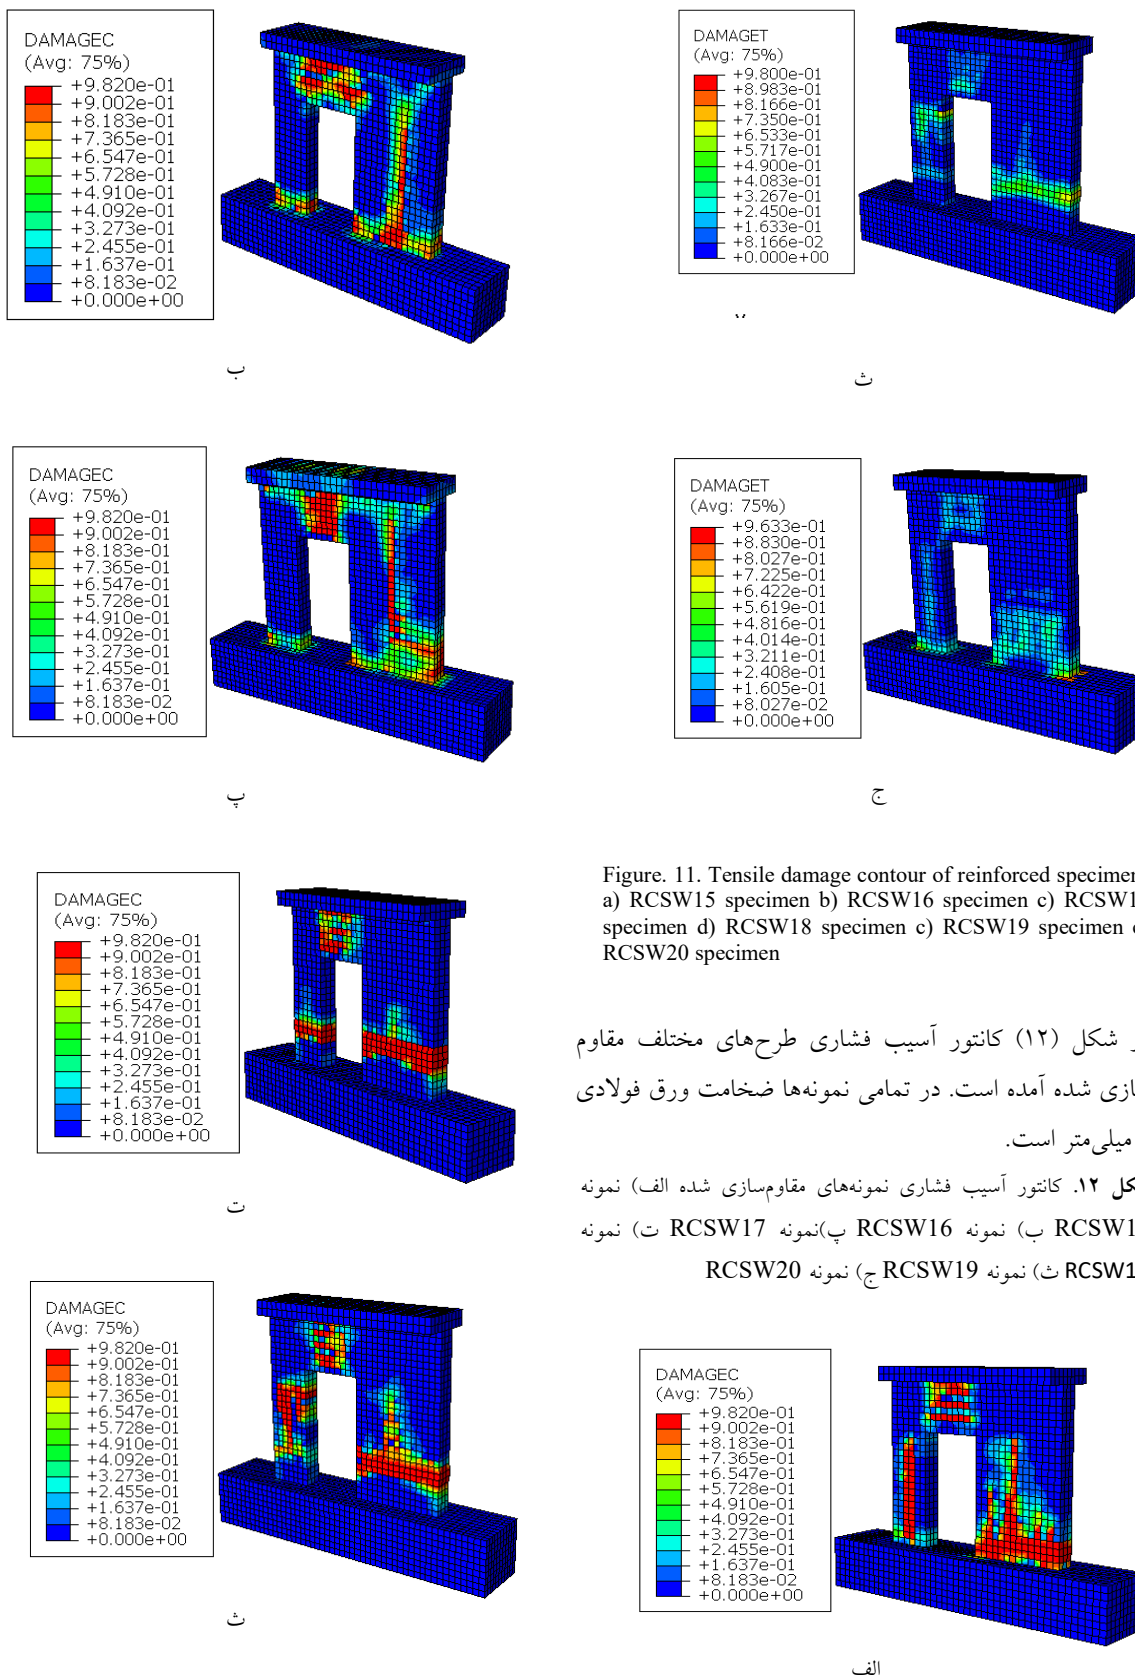 DAMAGET
(Avg: 75%)
+9.800e-01
+8.983e-01
+8.166e-01
+7.350e-01
+6.533e-01
+5.717e-01
+4.900e-01
+4.083e-01
+3.267e-01
+2.450e-01
+1.633e-01
+8.166e-02
+0.000e+00
ث
DAMAGET
(Avg: 75%)
+9.633e-01
+8.830e-01
+8.027e-01
+7.225e-01
+6.422e-01
+5.619e-01
+4.816e-01
+4.014e-01
+3.211e-01
+2.408e-01
+1.605e-01
+8.027e-02
+0.000e+00
ج
Figure. 11. Tensile damage contour of reinforced specimen
a) RCSW15 specimen b) RCSW16 specimen c) RCSW1
specimen d) RCSW18 specimen c) RCSW19 specimen
RCSW20 specimen
ر شکل (۱۲) کانتور آسیب فشاری طرح‌های مختلف مقاوم
ازی شده آمده است. در تمامی نمونه‌ها ضخامت ورق فولادی
میلی‌متر است.
کل ۱۲. کانتور آسیب فشاری نمونه‌های مقاوم‌سازی شده الف) نمونه
RCSW1 ب) نمونه RCSW16 پ)نمونه RCSW17 ت) نمونه
RCSW1 ث) نمونه RCSW19 ج) نمونه RCSW20
DAMAGEC
(Avg: 75%)
+9.820e-01
+9.002e-01
+8.183e-01
+7.365e-01
+6.547e-01
+5.728e-01
+4.910e-01
+4.092e-01
+3.273e-01
+2.455e-01
+1.637e-01
+8.183e-02
+0.000e+00
الف
DAMAGEC
(Avg: 75%)
+9.820e-01
+9.002e-01
+8.183e-01
+7.365e-01
+6.547e-01
+5.728e-01
+4.910e-01
+4.092e-01
+3.273e-01
+2.455e-01
+1.637e-01
+8.183e-02
+0.000e+00
ب
DAMAGEC
(Avg: 75%)
+9.820e-01
+9.002e-01
+8.183e-01
+7.365e-01
+6.547e-01
+5.728e-01
+4.910e-01
+4.092e-01
+3.273e-01
+2.455e-01
+1.637e-01
+8.183e-02
+0.000e+00
پ
DAMAGEC
(Avg: 75%)
+9.820e-01
+9.002e-01
+8.183e-01
+7.365e-01
+6.547e-01
+5.728e-01
+4.910e-01
+4.092e-01
+3.273e-01
+2.455e-01
+1.637e-01
+8.183e-02
+0.000e+00
ت
DAMAGEC
(Avg: 75%)
+9.820e-01
+9.002e-01
+8.183e-01
+7.365e-01
+6.547e-01
+5.728e-01
+4.910e-01
+4.092e-01
+3.273e-01
+2.455e-01
+1.637e-01
+8.183e-02
+0.000e+00
ث